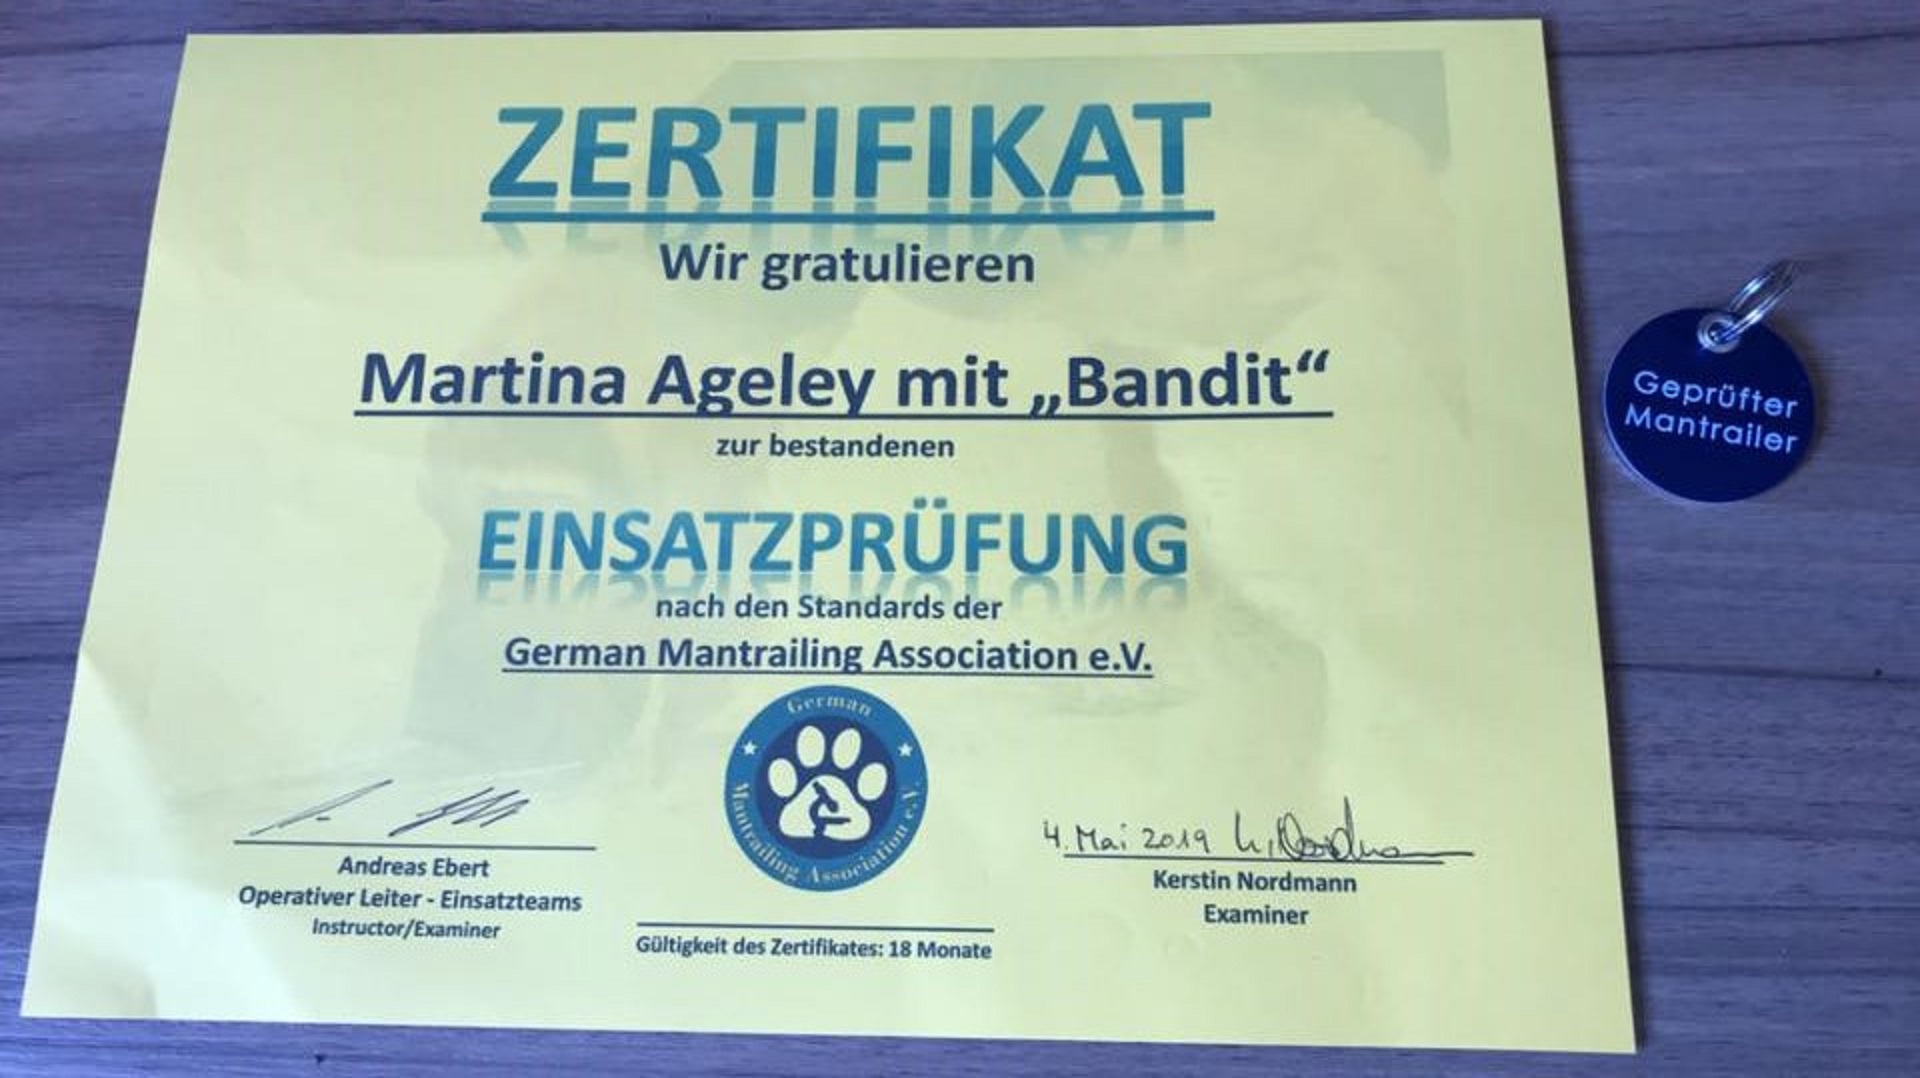 ZERTIFIKAT
Wir gratulieren
Martina Ageley mit „Bandit“
zur bestandenen
EINSATZPRÜFUNG
nach den Standards der
German Mantrailing Association e.V.
German
Mantrailing Association e.V.
Andreas Ebert
Operativer Leiter - Einsatzteams
Instructor/Examiner
Gültigkeit des Zertifikates: 18 Monate
4. Mai 2019
Kerstin Nordmann
Examiner
Geprüfter
Mantrailer